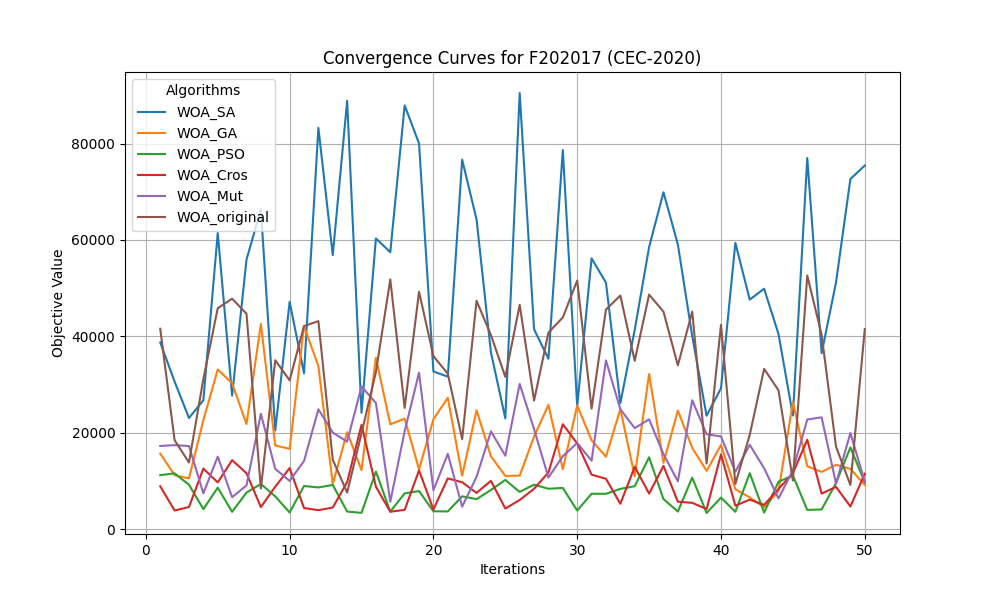 Convergence Curves for F202017 (CEC-2020)
Algorithms
WOA_SA
WOA_GA
WOA_PSO
WOA_Cros
WOA_Mut
WOA_original
Objective Value
80000
60000
40000
20000
0
0 10 20 30 40 50
Iterations